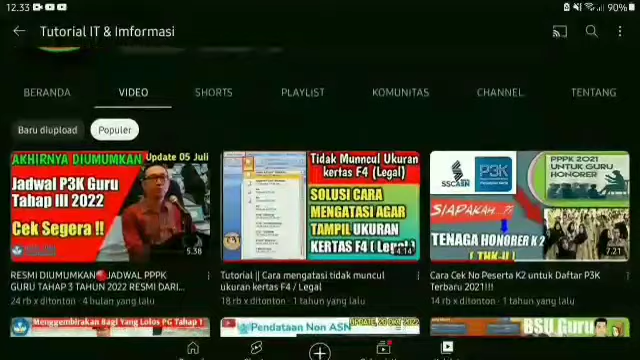 12.33
90%
Tutorial IT & Imformasi
BERANDA VIDEO SHORTS PLAYLIST KOMUNITAS CHANNEL TENTANG
Baru diupload Populer
AKHIRNYA DIUMUMKAN Update 05 Juli
Jadwal P3K Guru
Tahap III 2022
Cek Segera !!
5.38
RESMI DIUMUMKAN JADWAL PPPK
GURU TAHAP 3 TAHUN 2022 RESMI DARI...
24 rb x ditonton · 4 bulan yang lalu
Tidak Munncul Ukuran
kertas F4 (Legal)
SOLUSI CARA
MENGATASI AGAR
TAMPIL UKURAN
KERTAS F4 (Legal)
4:14
Tutorial || Cara mengatasi tidak muncul
ukuran kertas F4 / Legal
18 rb x ditonton · 1 tahun yang lalu
SSCASN P3K
PPPK 2021
UNTUK GURU
HONORER
SIAPAKAH...?
TENAGA HONORER K 2
(THK-II)
7.21
Cara Cek No Peserta K2 untuk Daftar P3K
Terbaru 2021!!!
14 rb x ditonton · 1 tahun yang lalu
Menggembirakan Bagi Yang Lolos PG Tahap 1
Pendataan Non ASN
BSU Guru